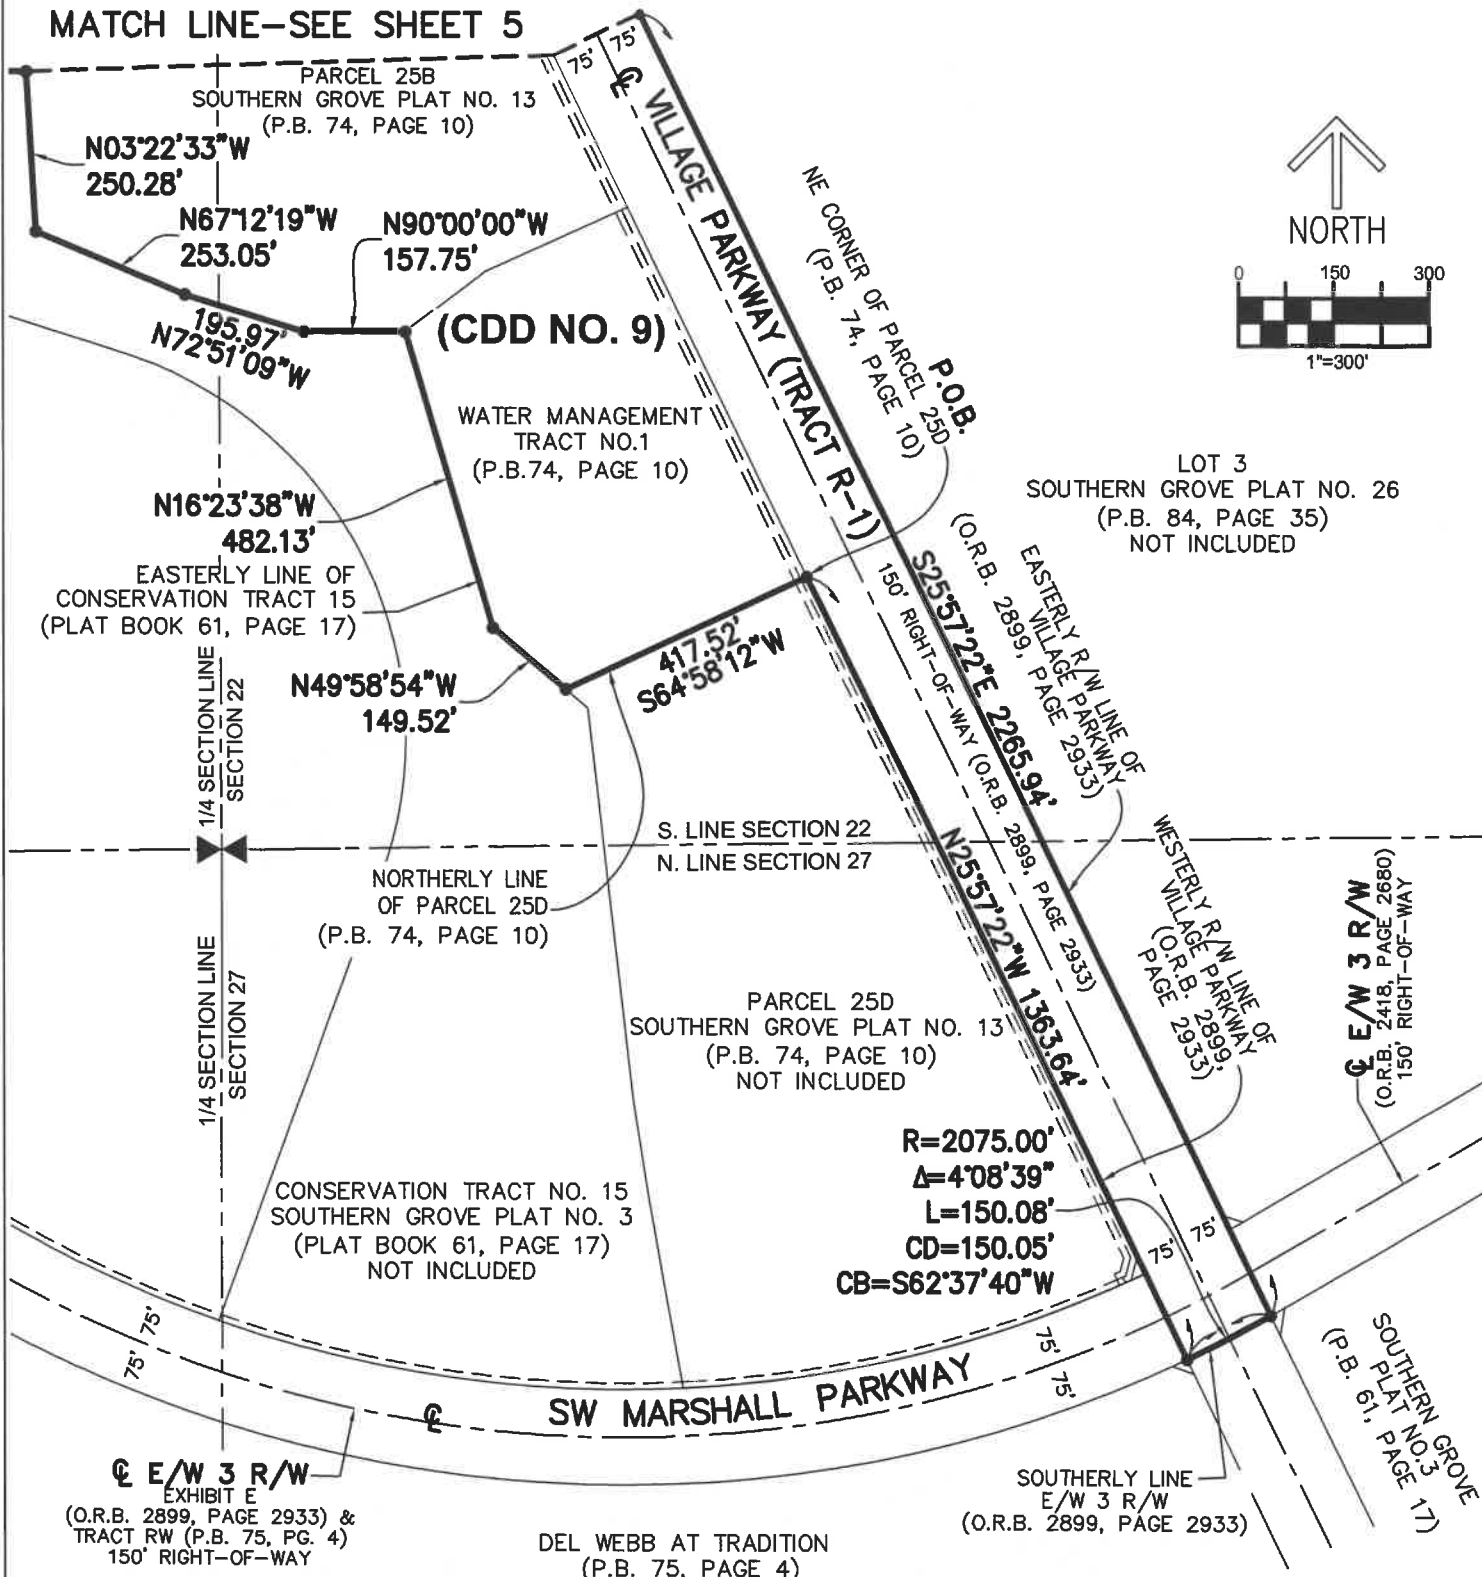 MATCH LINE-SEE SHEET 5
75'
75'
℄ VILLAGE PARKWAY (TRACT R-1)
PARCEL 25B
SOUTHERN GROVE PLAT NO. 13
(P.B. 74, PAGE 10)
N03°22'33"W
250.28'
N67°12'19"W
253.05'
N90°00'00"W
157.75'
195.97'
N72°51'09"W
(CDD NO. 9)
NORTH
0 150 300
1"=300'
NE CORNER OF PARCEL 25D
(P.B. 74, PAGE 10)
P.O.B.
WATER MANAGEMENT
TRACT NO.1
(P.B.74, PAGE 10)
LOT 3
SOUTHERN GROVE PLAT NO. 26
(P.B. 84, PAGE 35)
NOT INCLUDED
N16°23'38"W
482.13'
EASTERLY LINE OF
CONSERVATION TRACT 15
(PLAT BOOK 61, PAGE 17)
417.52'
S64°58'12"W
N49°58'54"W
149.52'
1/4 SECTION LINE
SECTION 22
S25°57'22"E 2265.94'
150' RIGHT-OF-WAY (O.R.B. 2899, PAGE 2933)
EASTERLY R/W LINE OF
VILLAGE PARKWAY
(O.R.B. 2899, PAGE 2933)
S. LINE SECTION 22
N. LINE SECTION 27
NORTHERLY LINE
OF PARCEL 25D
(P.B. 74, PAGE 10)
N25°57'22"W 1363.64'
WESTERLY R/W LINE OF
VILLAGE PARKWAY
(O.R.B. 2899,
PAGE 2933)
℄ E/W 3 R/W
(O.R.B. 2418, PAGE 2680)
150' RIGHT-OF-WAY
1/4 SECTION LINE
SECTION 27
PARCEL 25D
SOUTHERN GROVE PLAT NO. 13
(P.B. 74, PAGE 10)
NOT INCLUDED
R=2075.00'
Δ=4°08'39"
L=150.08'
CD=150.05'
CB=S62°37'40"W
CONSERVATION TRACT NO. 15
SOUTHERN GROVE PLAT NO. 3
(PLAT BOOK 61, PAGE 17)
NOT INCLUDED
75'
75'
75'
75'
75'
75'
℄
SW MARSHALL PARKWAY
SOUTHERN GROVE
PLAT NO.3
(P.B. 61, PAGE 17)
℄ E/W 3 R/W
EXHIBIT E
(O.R.B. 2899, PAGE 2933) &
TRACT RW (P.B. 75, PG. 4)
150' RIGHT-OF-WAY
SOUTHERLY LINE
E/W 3 R/W
(O.R.B. 2899, PAGE 2933)
DEL WEBB AT TRADITION
(P.B. 75, PAGE 4)